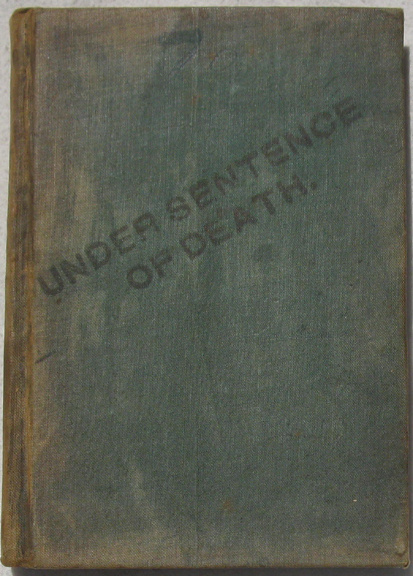 UNDER SENTENCE
OF DEATH.